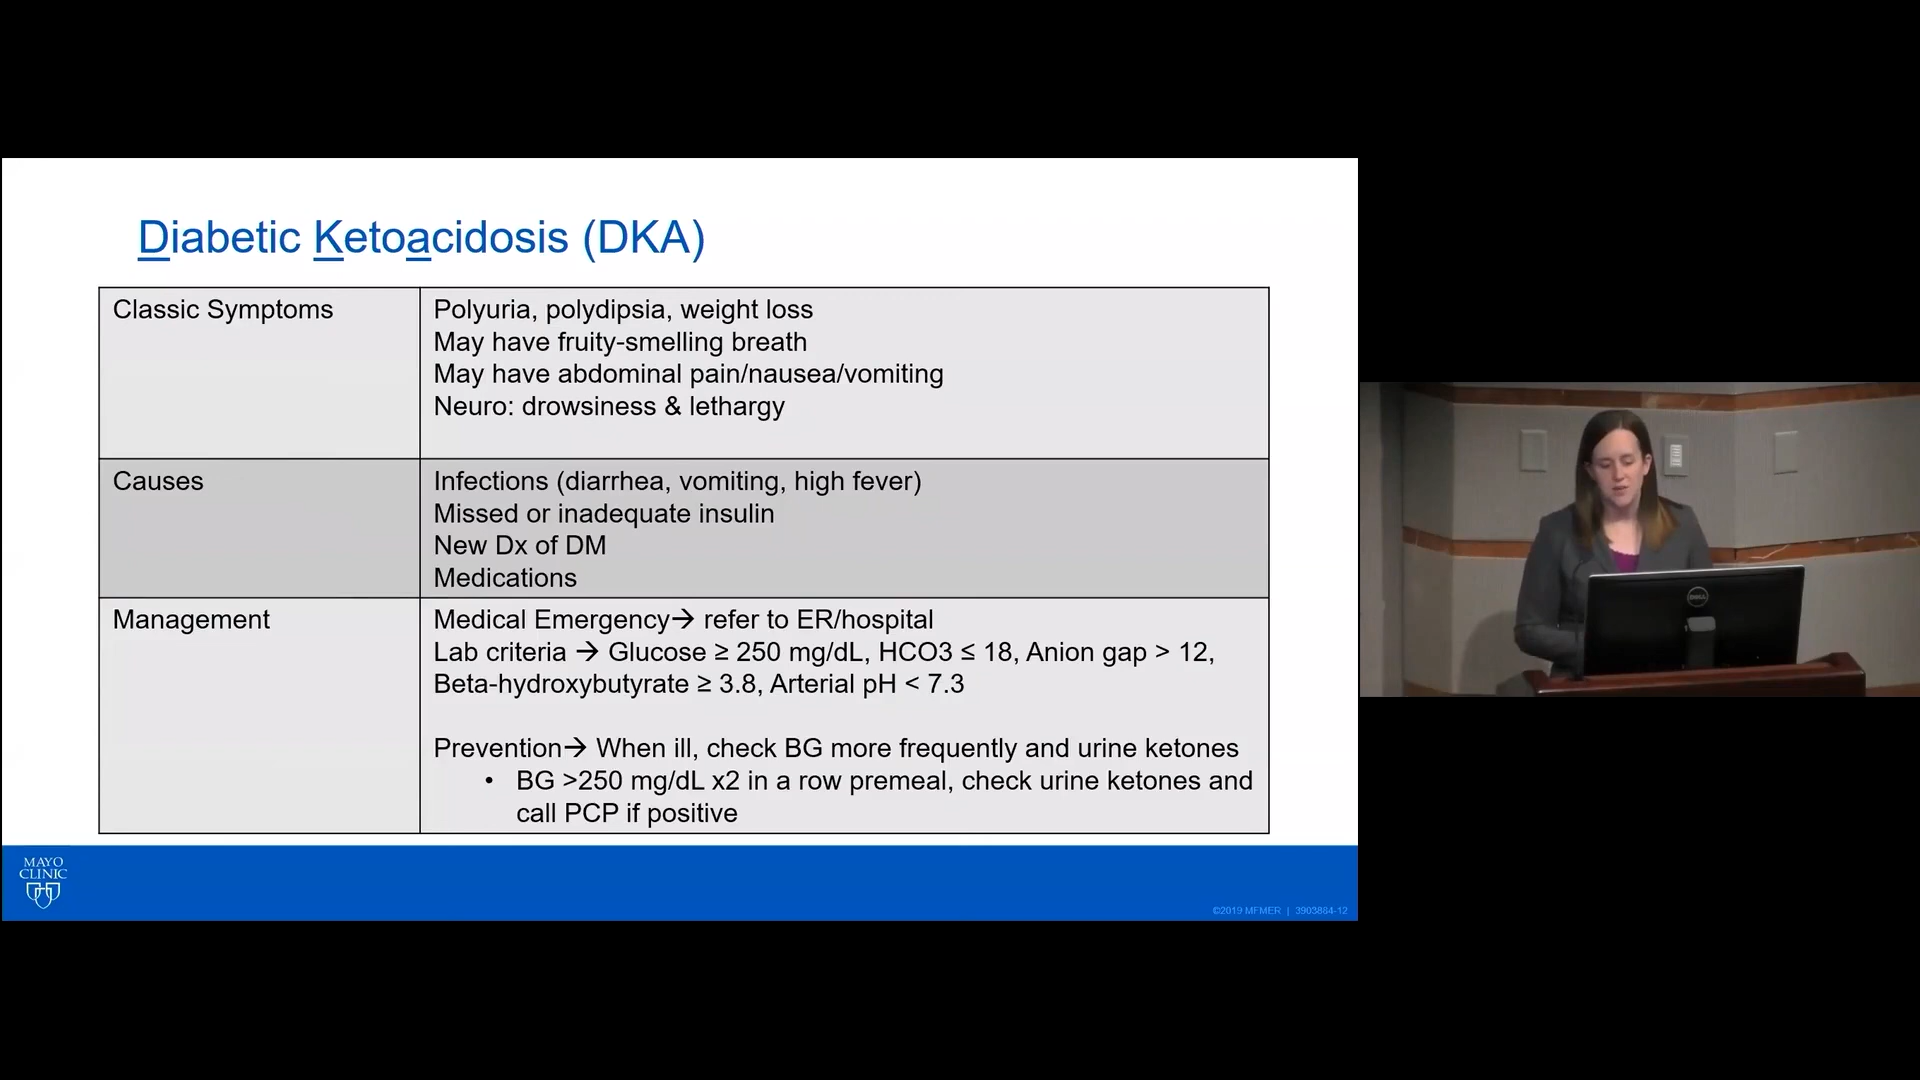 Diabetic Ketoacidosis (DKA)
Classic Symptoms
Polyuria, polydipsia, weight loss
May have fruity-smelling breath
May have abdominal pain/nausea/vomiting
Neuro: drowsiness & lethargy
Causes
Infections (diarrhea, vomiting, high fever)
Missed or inadequate insulin
New Dx of DM
Medications
Management
Medical Emergency→ refer to ER/hospital
Lab criteria → Glucose ≥ 250 mg/dL, HCO3 ≤ 18, Anion gap > 12,
Beta-hydroxybutyrate ≥ 3.8, Arterial pH < 7.3
Prevention→ When ill, check BG more frequently and urine ketones
• BG >250 mg/dL x2 in a row premeal, check urine ketones and
call PCP if positive
MAYO
CLINIC
©2019 MFMER | 3903884-12
DELL